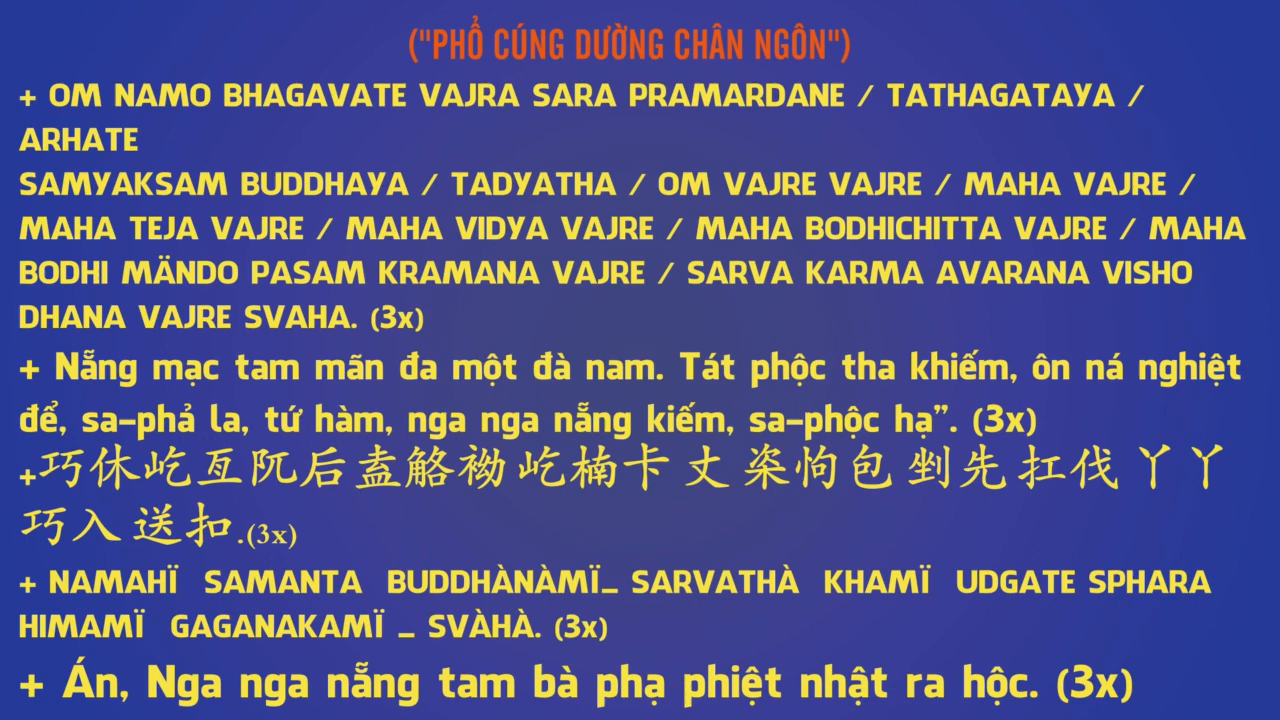 ("PHỔ CÚNG DƯỜNG CHÂN NGÔN")
+ OM NAMO BHAGAVATE VAJRA SARA PRAMARDANE / TATHAGATAYA /
ARHATE
SAMYAKSAM BUDDHAYA / TADYATHA / OM VAJRE VAJRE / MAHA VAJRE /
MAHA TEJA VAJRE / MAHA VIDYA VAJRE / MAHA BODHICHITTA VAJRE / MAHA
BODHI MÄNDO PASAM KRAMANA VAJRE / SARVA KARMA AVARANA VISHO
DHANA VAJRE SVAHA. (3x)
+ Nẵng mạc tam mãn đa một đà nam. Tát phộc tha khiếm, ôn ná nghiệt
để, sa-phả la, tứ hàm, nga nga nẵng kiếm, sa-phộc hạ”. (3x)
+巧休屹亙阢后盍觡袎屹楠卡丈柒怐包剉先扛伐丫丫
巧入送扣.(3x)
+ NAMAHÏ SAMANTA BUDDHÀNÀMÏ_ SARVATHÀ KHAMÏ UDGATE SPHARA
HIMAMÏ GAGANAKAMÏ _ SVÀHÀ. (3x)
+ Án, Nga nga nẵng tam bà phạ phiệt nhật ra hộc. (3x)